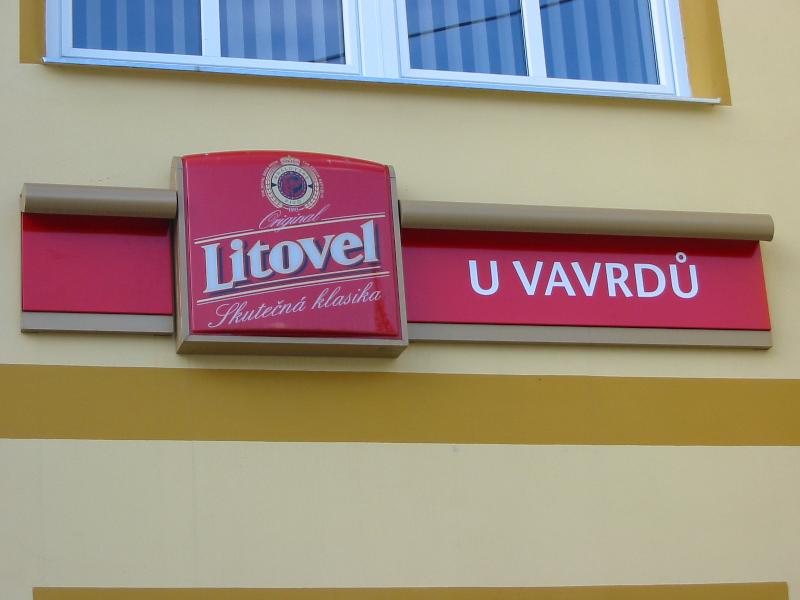 Original
Litovel
Skutečná klasika
U VAVRDŮ